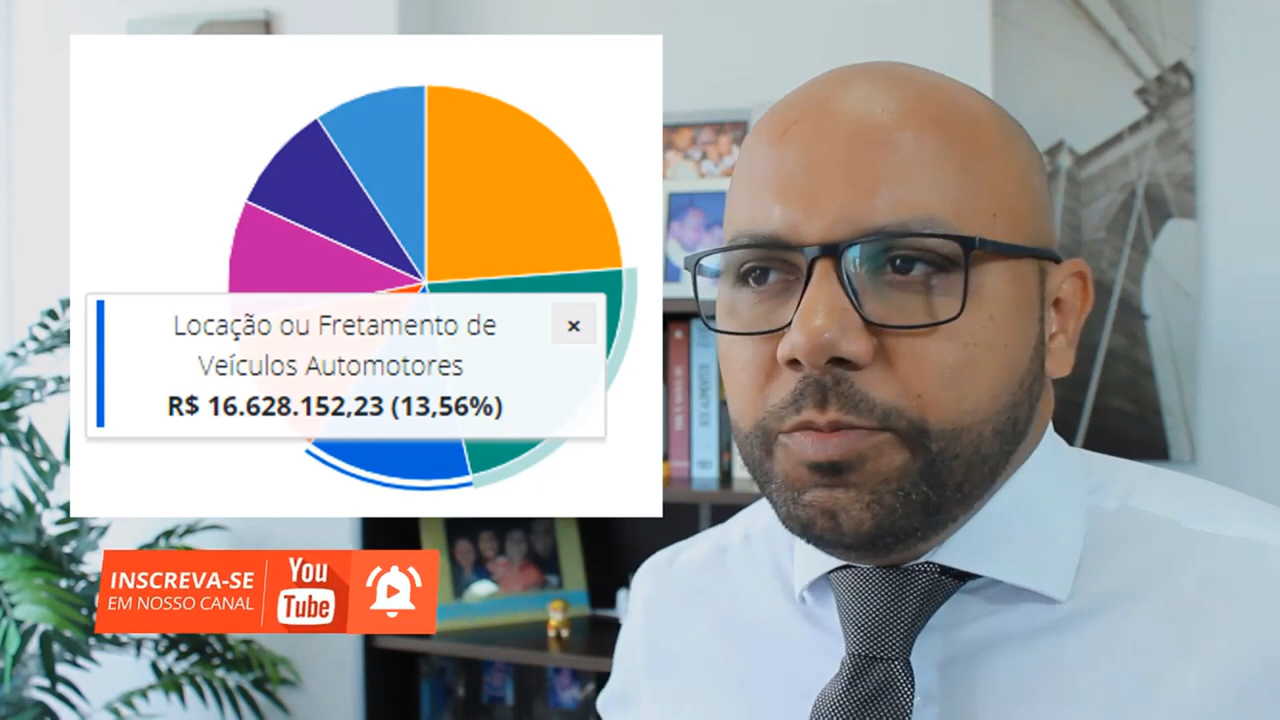 Locação ou Fretamento de
Veículos Automotores
R$ 16.628.152,23 (13,56%)
×
INSCREVA-SE
EM NOSSO CANAL
You
Tube